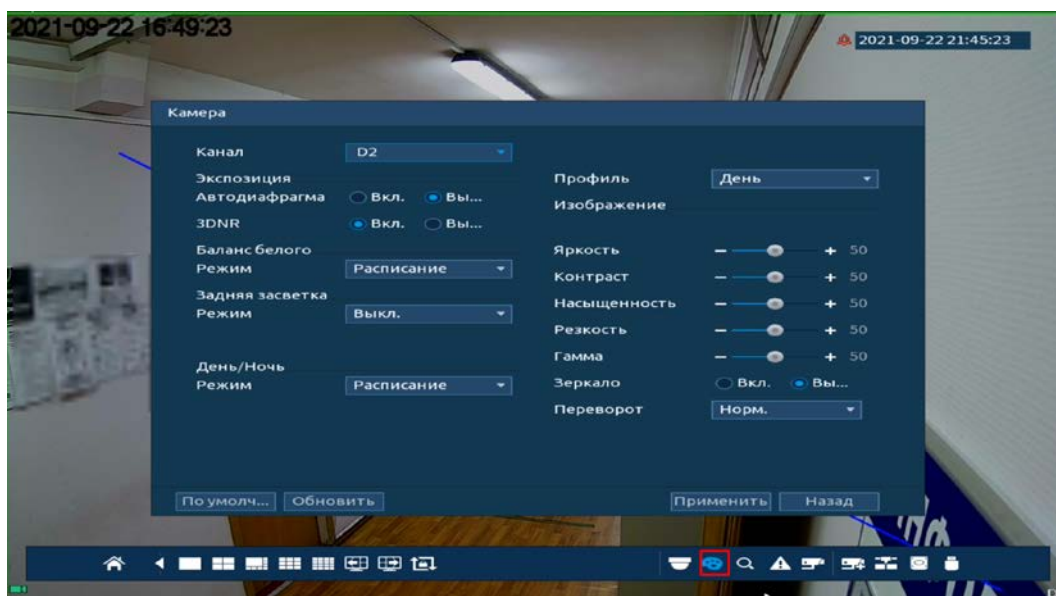 2021-09-22 16:49:23
2021-09-22 21:45:23
Камера
Канал D2
Экспозиция
Автодиафрагма Вкл. Вы...
3DNR Вкл. Вы...
Баланс белого
Режим Расписание
Задняя засветка
Режим Выкл.
День/Ночь
Режим Расписание
Профиль День
Изображение
Яркость - + 50
Контраст - + 50
Насыщенность - + 50
Резкость - + 50
Гамма - + 50
Зеркало Вкл. Вы...
Переворот Норм.
По умолч... Обновить Применить Назад